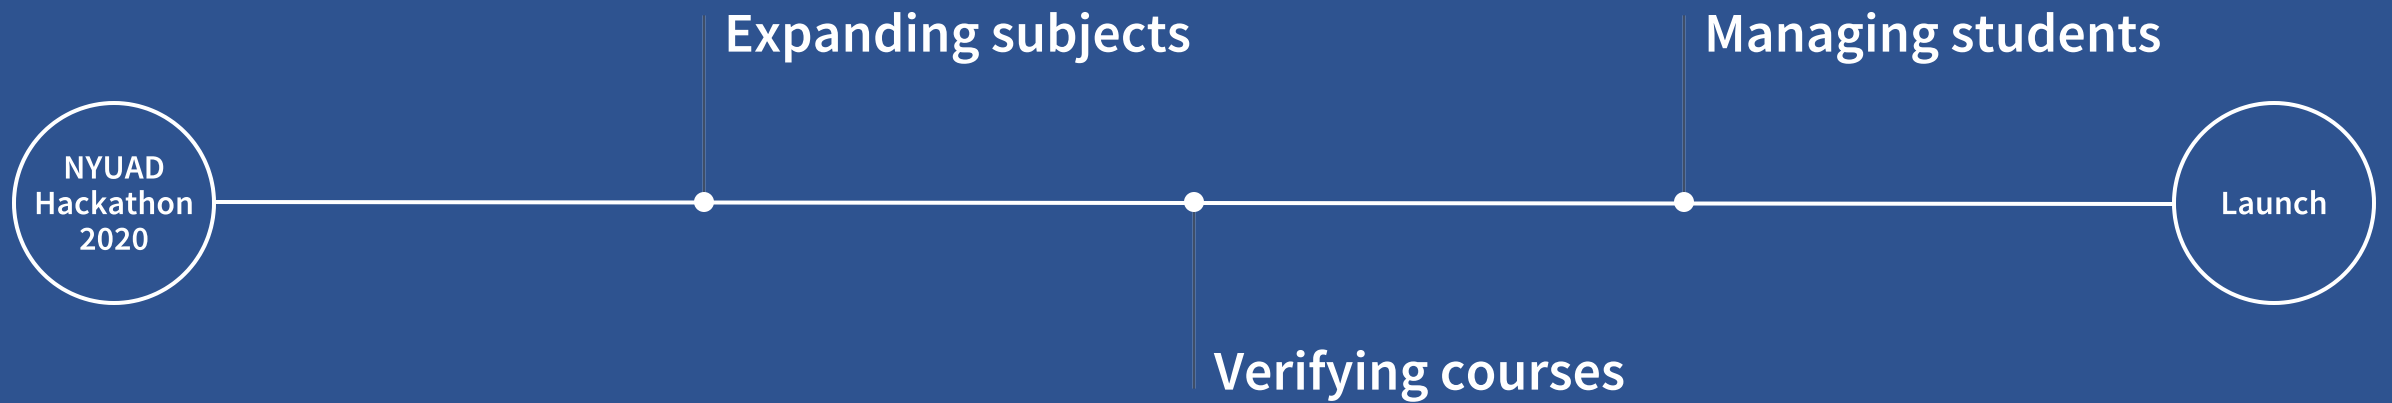 Expanding subjects
Managing students
NYUAD
Hackathon
2020
Launch
Verifying courses